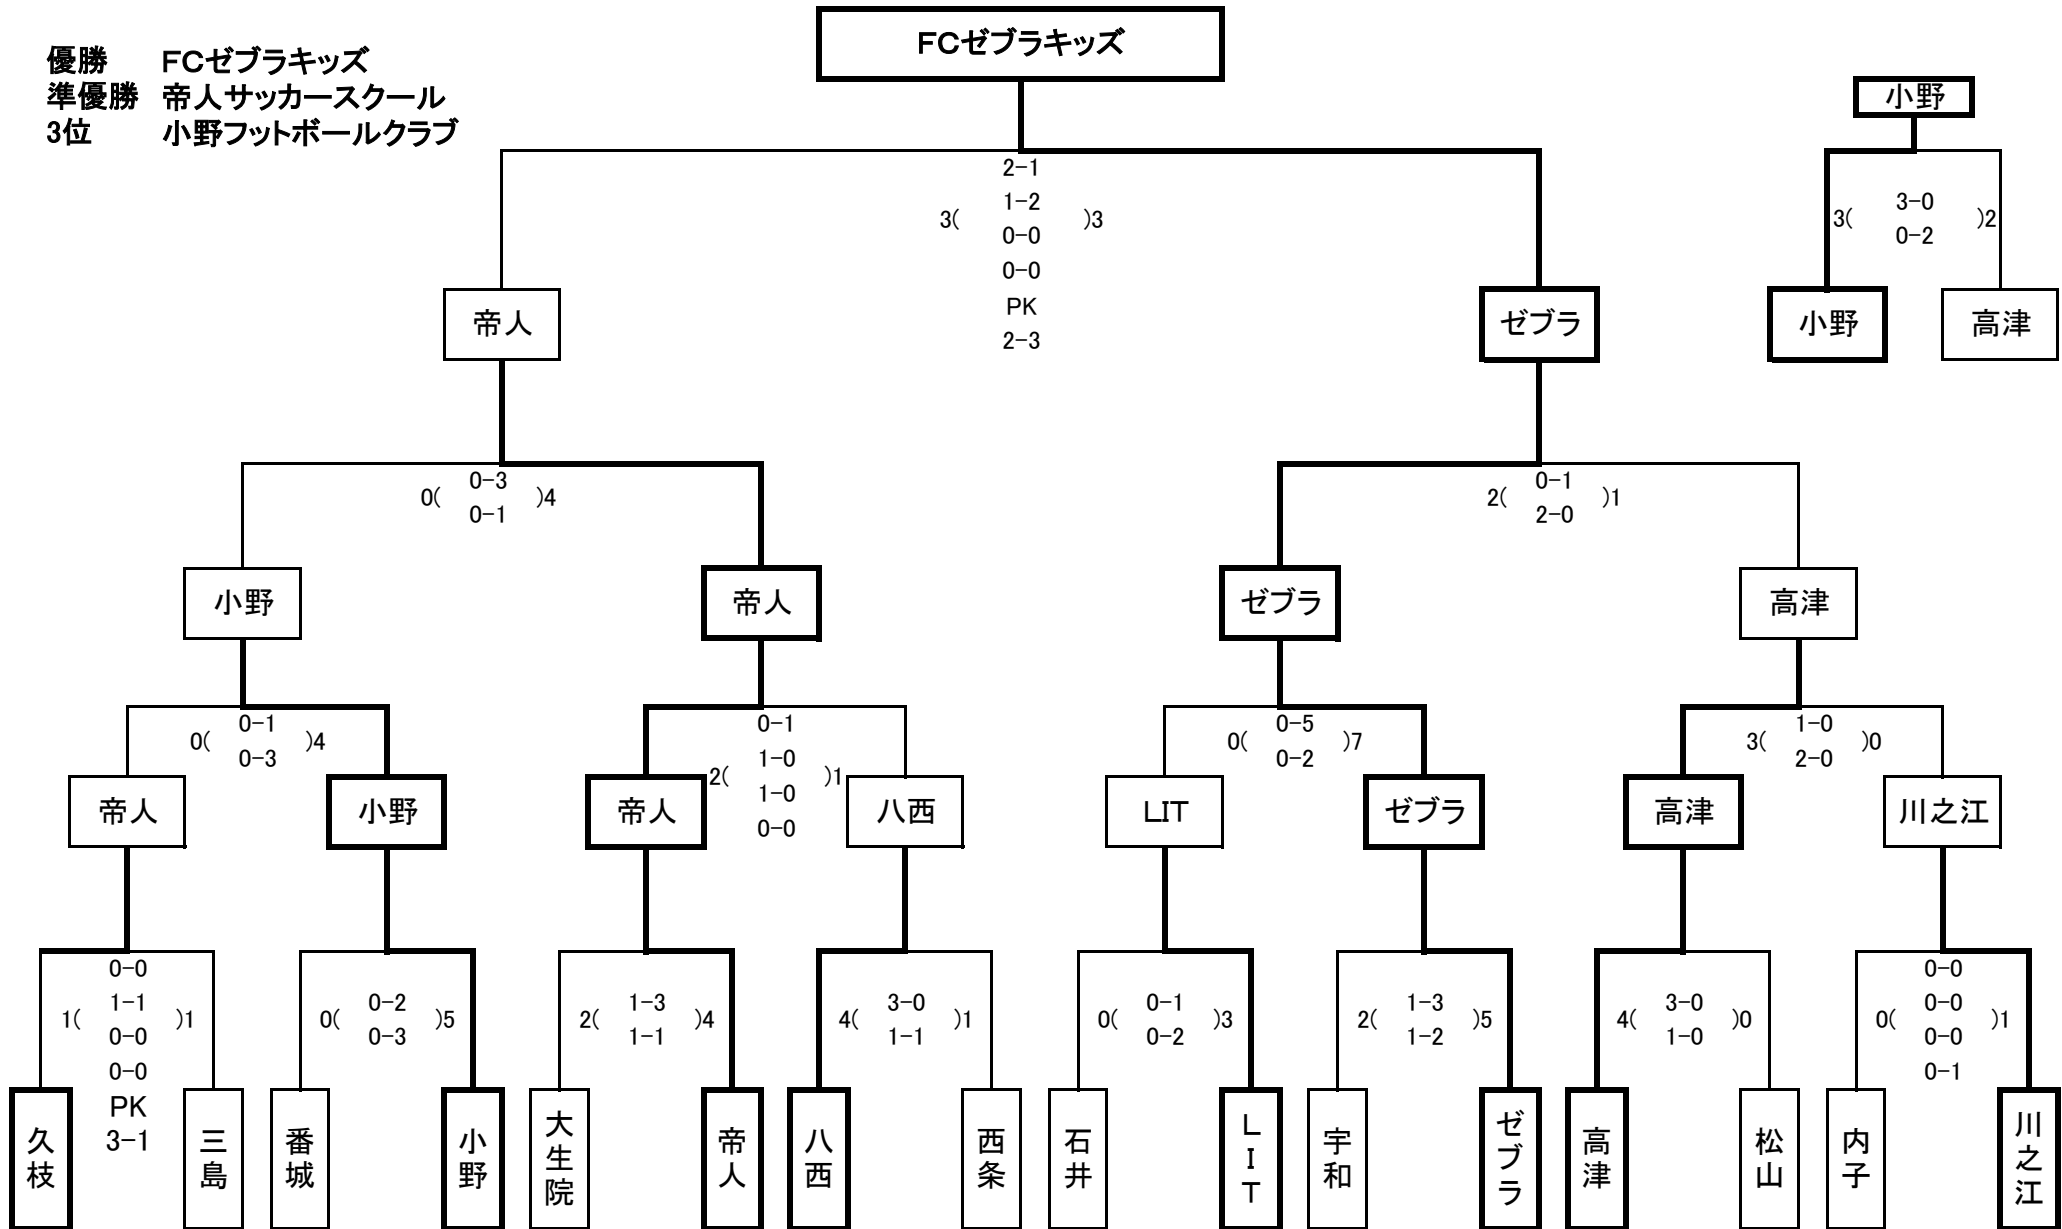 FCゼブラキッズ
優勝 FCゼブラキッズ
準優勝 帝人サッカースクール
3位 小野フットボールクラブ
小野
2-1
1-2
3( 0-0 )3
0-0
PK
2-3
3-0
3( )2
0-2
帝人
ゼブラ
小野
高津
0-3
0( )4
0-1
0-1
2( )1
2-0
小野
帝人
ゼブラ
高津
0-1
0( )4
0-3
0-1
1-0
2( )1
1-0
0-0
0-5
0( )7
0-2
1-0
3( )0
2-0
帝人
小野
帝人
八西
LIT
ゼブラ
高津
川之江
0-0
1-1
1( )1
0-0
0-0
PK
3-1
0-2
0( )5
0-3
1-3
2( )4
1-1
3-0
4( )1
1-1
0-1
0( )3
0-2
1-3
2( )5
1-2
3-0
4( )0
1-0
0-0
0-0
0( )1
0-0
0-1
久枝
三島
番城
小野
大生院
帝人
八西
西条
石井
LIT
宇和
ゼブラ
高津
松山
内子
川之江